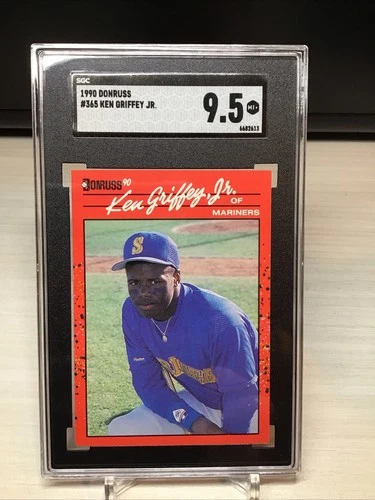 SGC
1990 DONRUSS
#365 KEN GRIFFEY JR.
9.5 MT+
6682613
DONRUSS 90
Ken Griffey, Jr.
OF
MARINERS
S